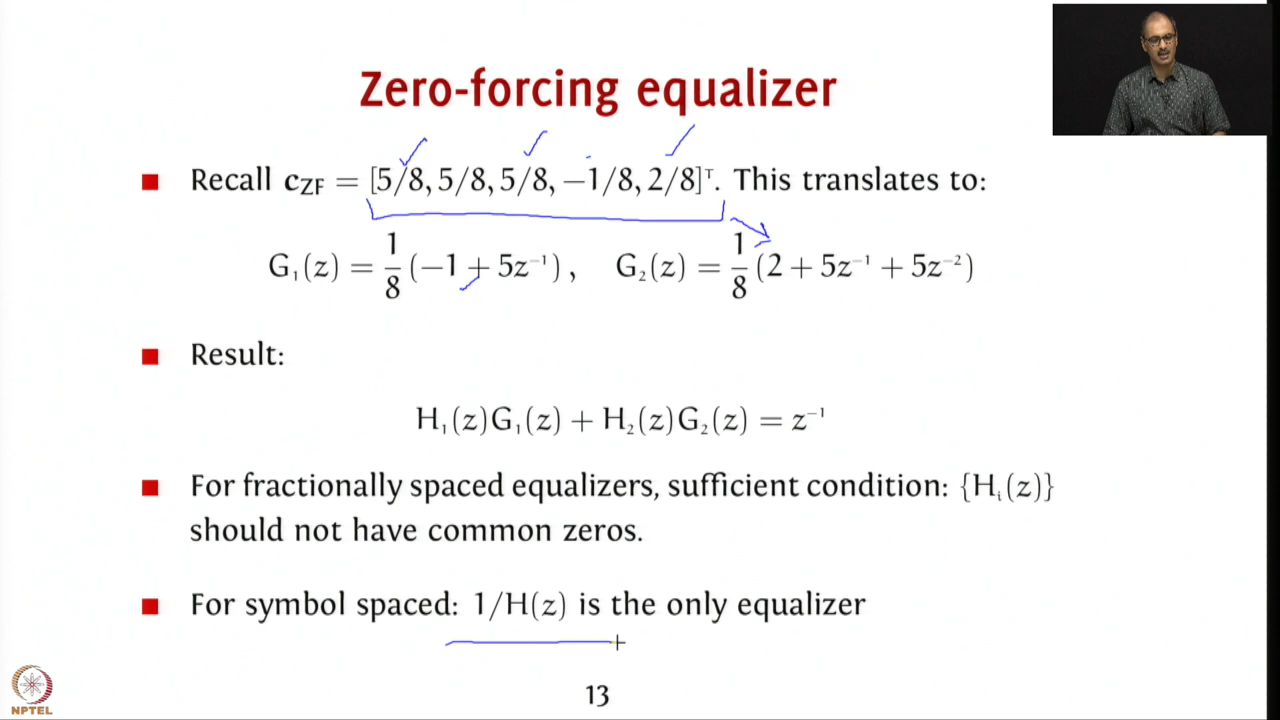 Zero-forcing equalizer
Recall c_ZF = [5/8, 5/8, 5/8, −1/8, 2/8]ᵀ. This translates to:
G₁(z) = 1/8 (−1 + 5z⁻¹), G₂(z) = 1/8 (2 + 5z⁻¹ + 5z⁻²)
Result:
H₁(z)G₁(z) + H₂(z)G₂(z) = z⁻¹
For fractionally spaced equalizers, sufficient condition: {Hᵢ(z)}
should not have common zeros.
For symbol spaced: 1/H(z) is the only equalizer
NPTEL
13